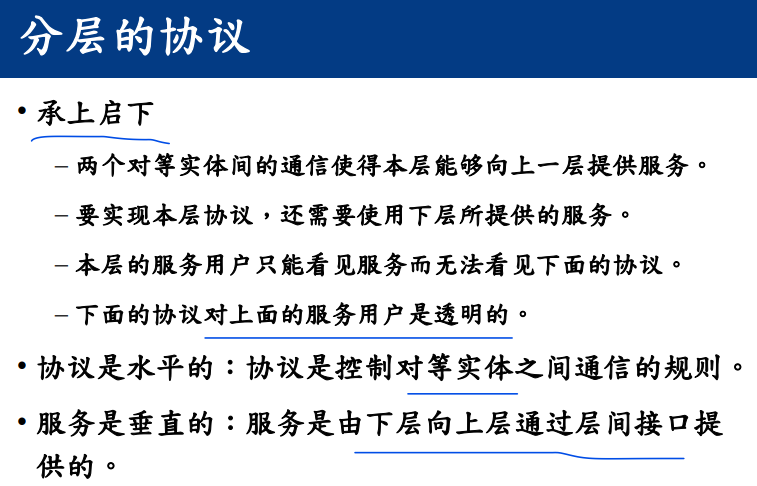 分层的协议
• 承上启下
– 两个对等实体间的通信使得本层能够向上一层提供服务。
– 要实现本层协议，还需要使用下层所提供的服务。
– 本层的服务用户只能看见服务而无法看见下面的协议。
– 下面的协议对上面的服务用户是透明的。
• 协议是水平的：协议是控制对等实体之间通信的规则。
• 服务是垂直的：服务是由下层向上层通过层间接口提
供的。